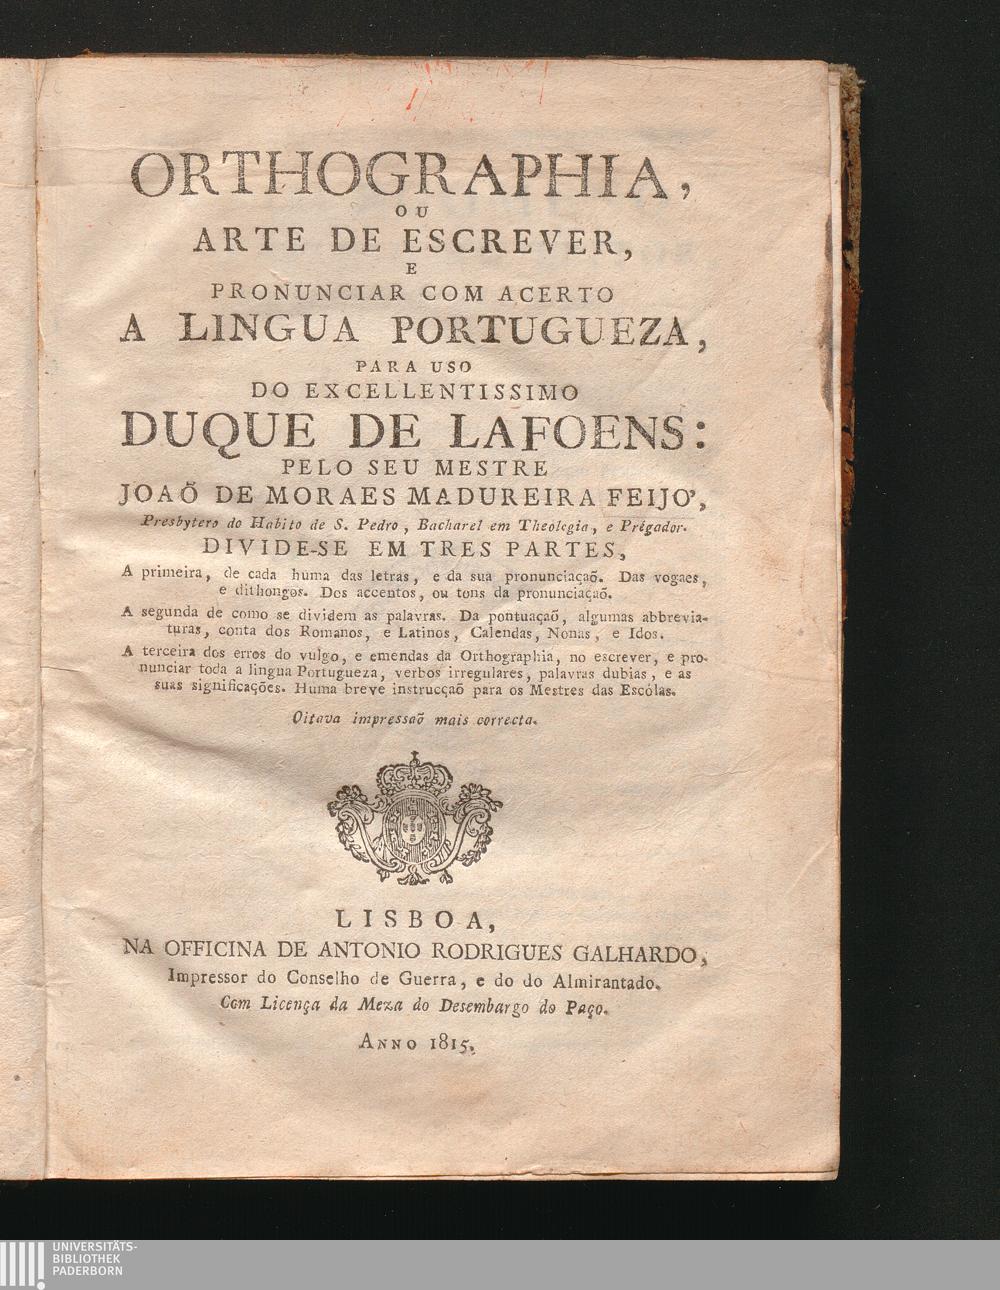 ORTHOGRAPHIA,
OU
ARTE DE ESCREVER,
E
PRONUNCIAR COM ACERTO
A LINGUA PORTUGUEZA,
PARA USO
DO EXCELLENTISSIMO
DUQUE DE LAFOENS:
PELO SEU MESTRE
JOAÕ DE MORAES MADUREIRA FEIJO',
Presbytero do Habito de S. Pedro, Bacharel em Theologia, e Prégador.
DIVIDE-SE EM TRES PARTES,
A primeira, de cada huma das letras, e da sua pronunciaçaõ. Das vogaes,
e dithongos. Dos accentos, ou tons da pronunciaçaõ.
A segunda de como se dividem as palavras. Da pontuaçaõ, algumas abbrevia-
turas, conta dos Romanos, e Latinos, Calendas, Nonas, e Idos.
A terceira dos erros do vulgo, e emendas da Orthographia, no escrever, e pro-
nunciar toda a lingua Portugueza, verbos irregulares, palavras dubias, e as
suas significações. Huma breve instrucçaõ para os Mestres das Escólas.
Oitava impressaõ mais correcta.
LISBOA,
NA OFFICINA DE ANTONIO RODRIGUES GALHARDO,
Impressor do Conselho de Guerra, e do do Almirantado.
Com Licença da Meza do Desembargo do Paço.
ANNO 1815.
UNIVERSITÄTS-
BIBLIOTHEK
PADERBORN